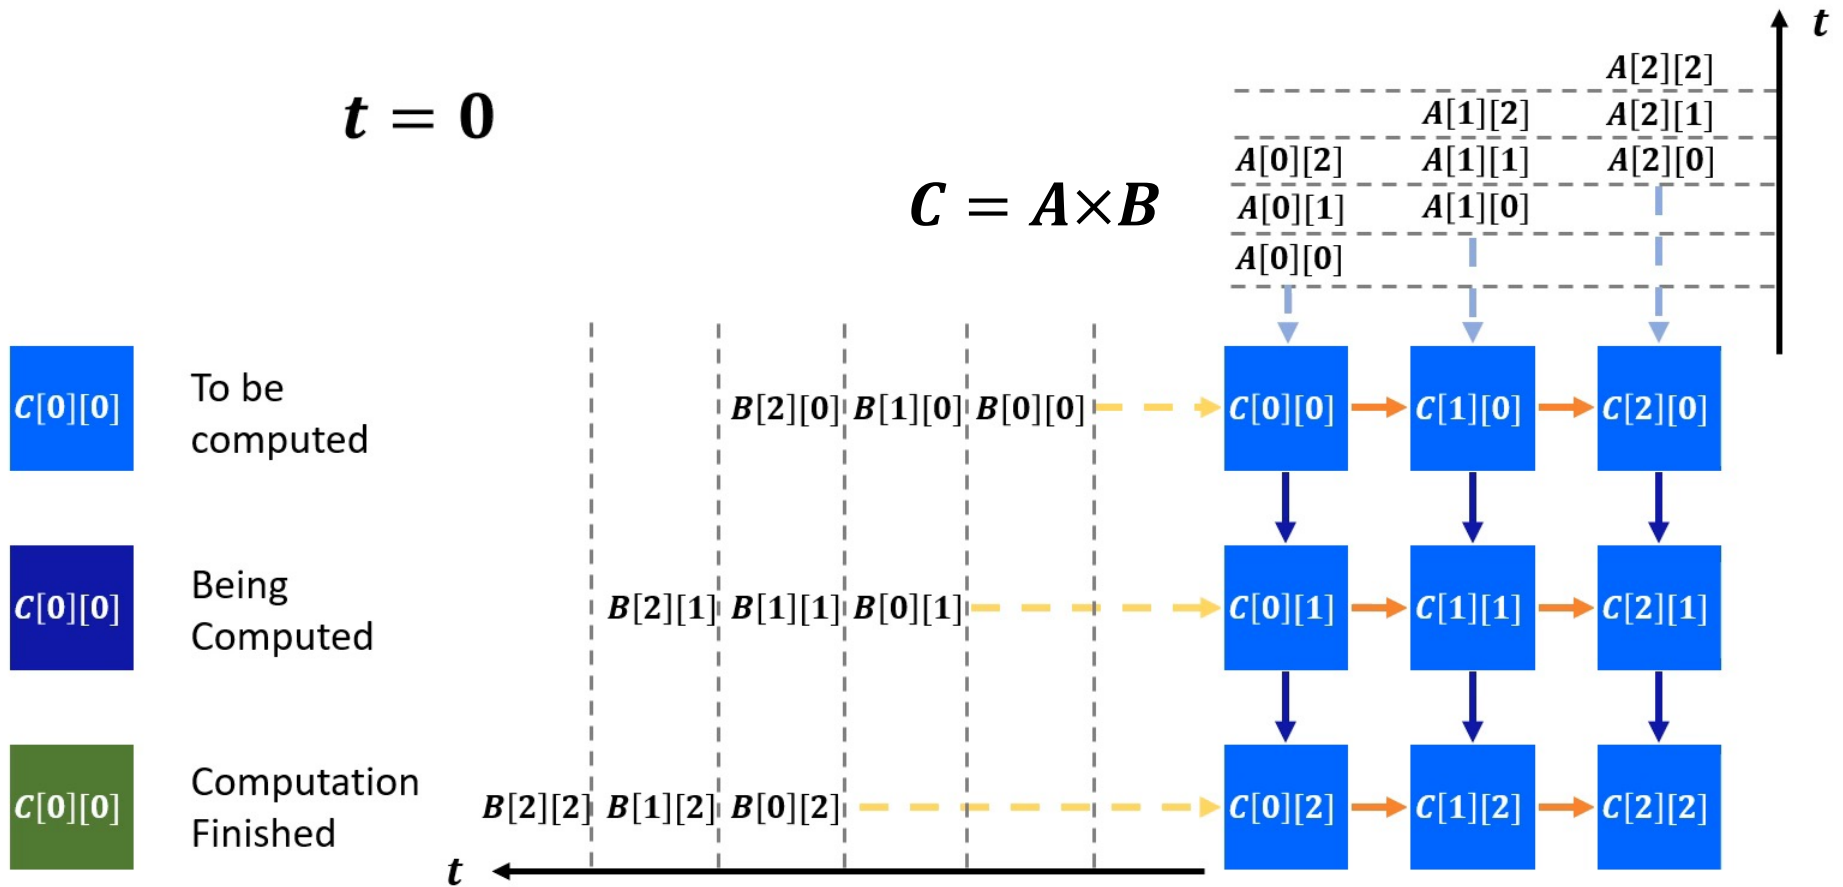 t
A[2][2]
t = 0
A[1][2] A[2][1]
A[0][2] A[1][1] A[2][0]
C = A×B
A[0][1] A[1][0]
A[0][0]
C[0][0] To be
computed
B[2][0] B[1][0] B[0][0] C[0][0] C[1][0] C[2][0]
C[0][0] Being
Computed
B[2][1] B[1][1] B[0][1] C[0][1] C[1][1] C[2][1]
C[0][0] Computation
Finished
B[2][2] B[1][2] B[0][2] C[0][2] C[1][2] C[2][2]
t